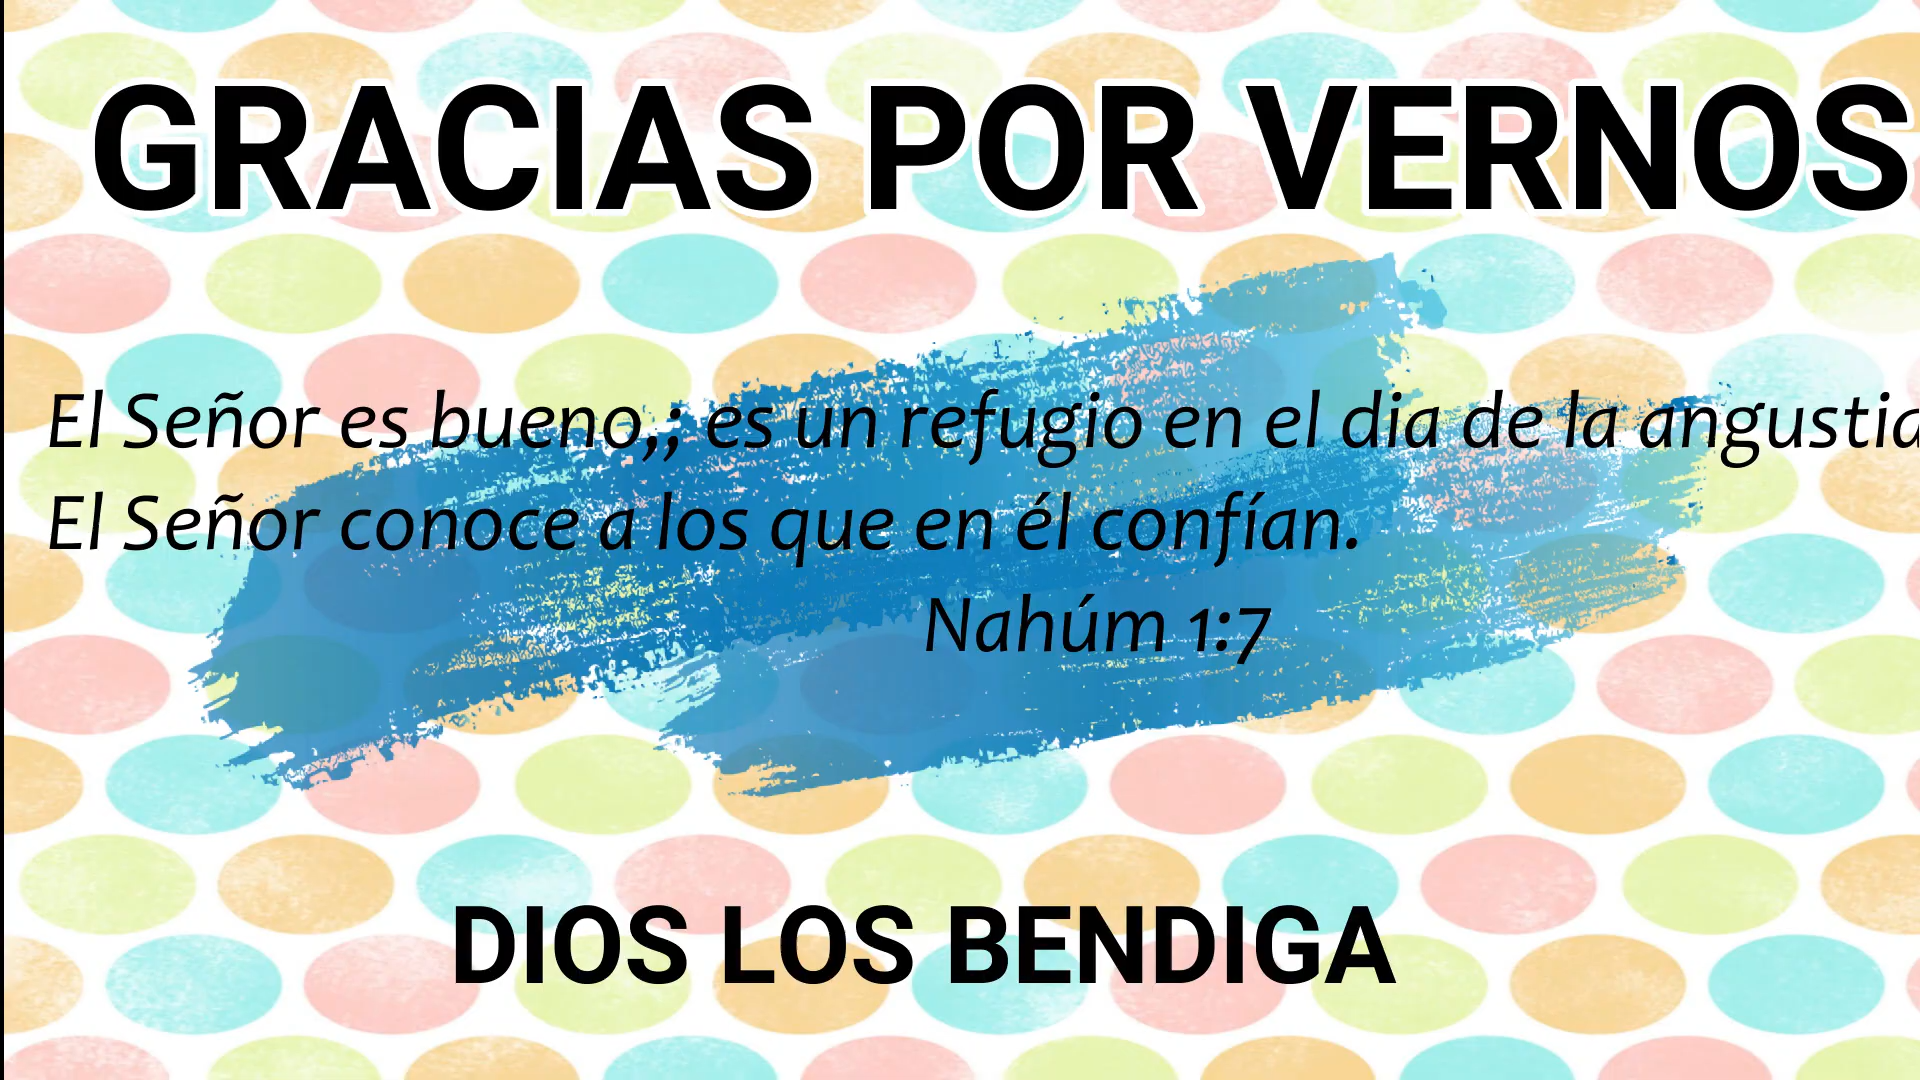 GRACIAS POR VERNOS
El Señor es bueno,; es un refugio en el dia de la angustia
El Señor conoce a los que en él confían.
Nahúm 1:7
DIOS LOS BENDIGA